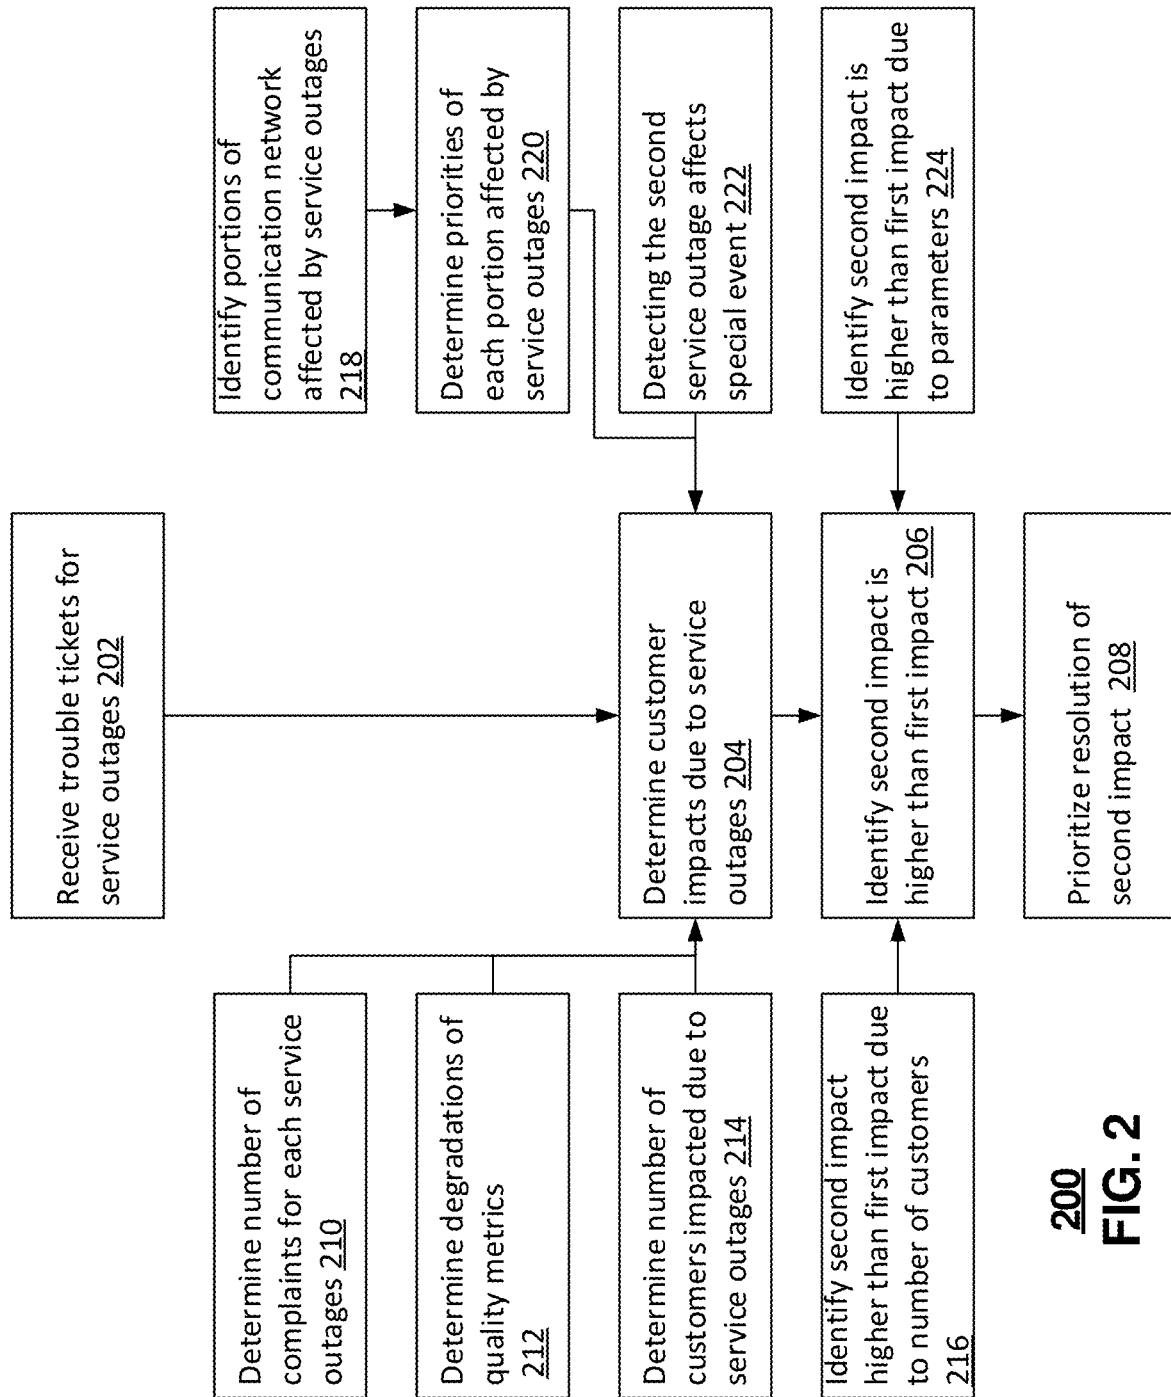 Receive trouble tickets for
service outages 202
Determine number of
complaints for each service
outages 210
Determine degradations of
quality metrics
212
Determine number of
customers impacted due to
service outages 214
Identify second impact
higher than first impact due
to number of customers
216
Determine customer
impacts due to service
outages 204
Identify second impact is
higher than first impact 206
Prioritize resolution of
second impact 208
Identify portions of
communication network
affected by service outages
218
Determine priorities of
each portion affected by
service outages 220
Detecting the second
service outage affects
special event 222
Identify second impact is
higher than first impact due
to parameters 224
200
FIG. 2